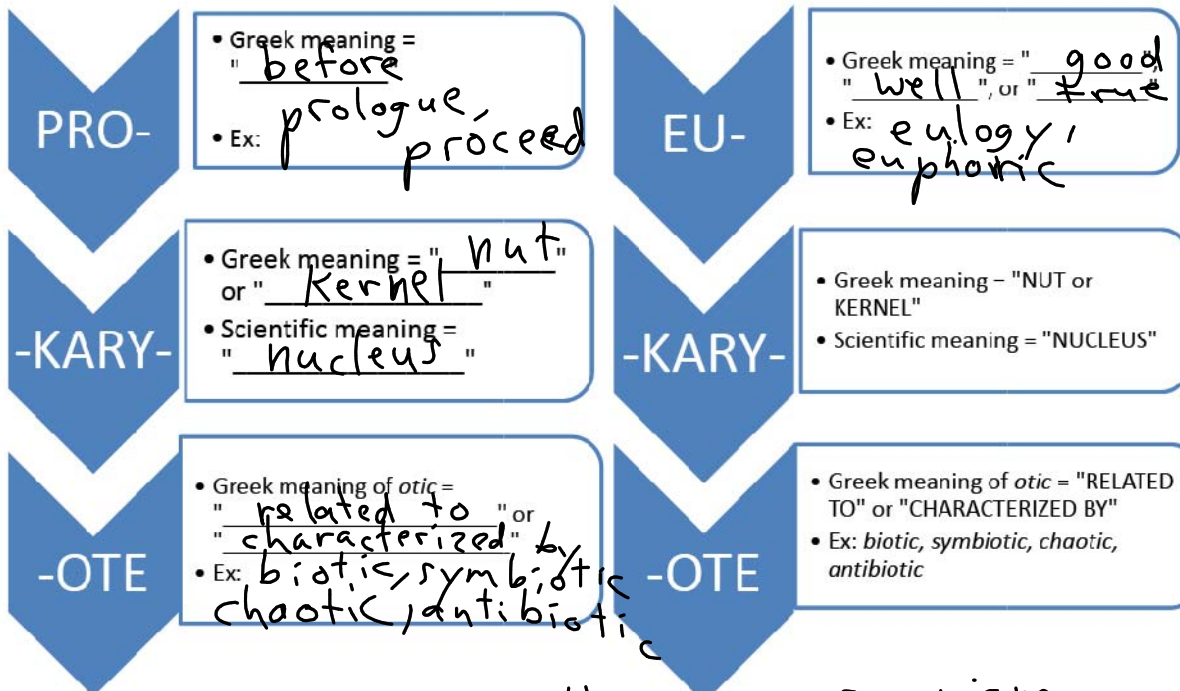 PRO-
• Greek meaning =
"before"
prologue,
• Ex: proceed
-KARY-
• Greek meaning = "nut"
or "kernel"
• Scientific meaning =
"nucleus"
-OTE
• Greek meaning of otic =
"related to" or
"characterized" by
• Ex: biotic, symbiotic
chaotic, antibiotic
EU-
• Greek meaning = "good",
"well", or "true"
• Ex: eulogy,
euphoric
-KARY-
• Greek meaning – "NUT or
KERNEL"
• Scientific meaning = "NUCLEUS"
-OTE
• Greek meaning of otic = "RELATED
TO" or "CHARACTERIZED BY"
• Ex: biotic, symbiotic, chaotic,
antibiotic